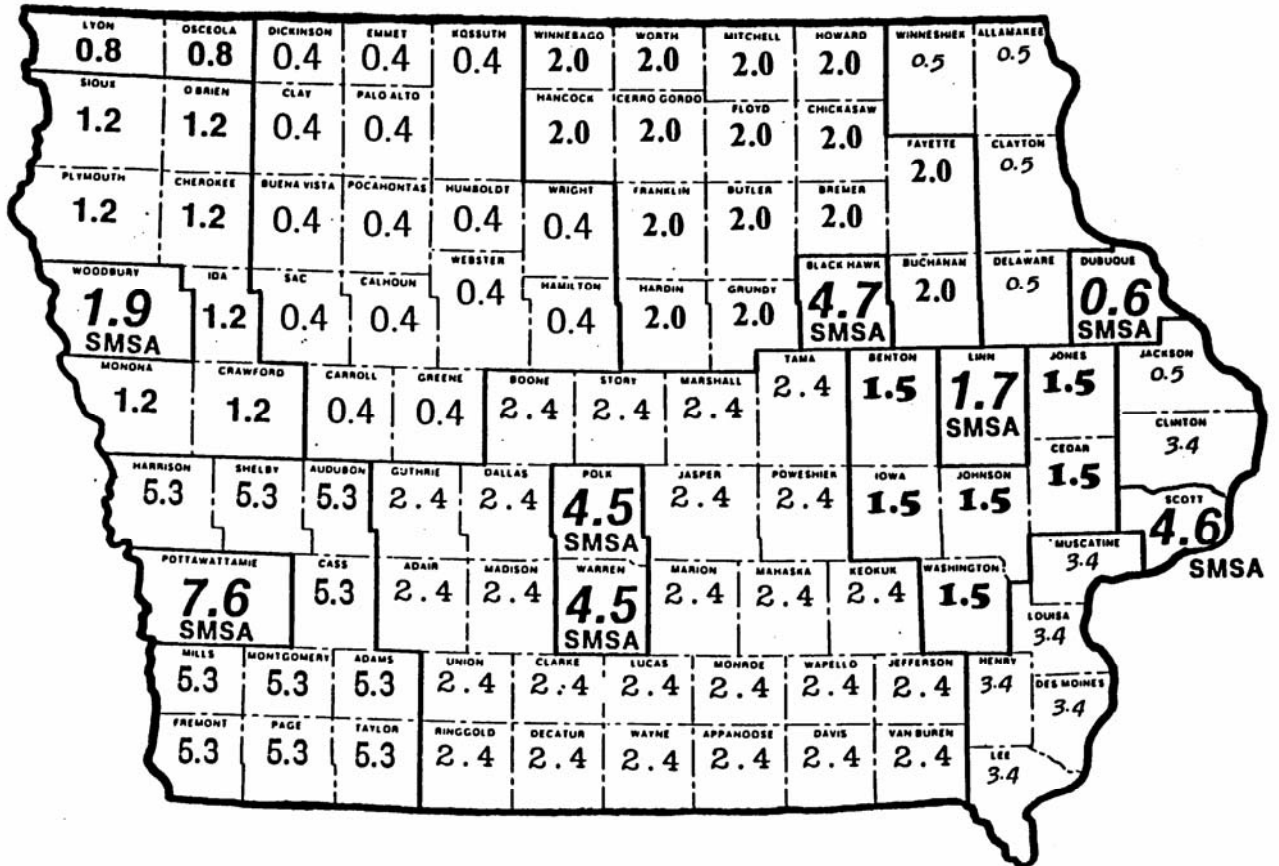 LYON OSCEOLA DICKINSON EMMET KOSSUTH WINNEBAGO WORTH MITCHELL HOWARD WINNESHIEK ALLAMAKEE
0.8 0.8 0.4 0.4 0.4 2.0 2.0 2.0 2.0 0.5 0.5
SIOUX O BRIEN CLAY PALO ALTO HANCOCK CERRO GORDO FLOYD CHICKASAW
1.2 1.2 0.4 0.4 2.0 2.0 2.0 2.0
FAYETTE CLAYTON
2.0 0.5
PLYMOUTH CHEROKEE BUENA VISTA POCAHONTAS HUMBOLDT WRIGHT FRANKLIN BUTLER BREMER
1.2 1.2 0.4 0.4 0.4 0.4 2.0 2.0 2.0
WOODBURY IDA SAC CALHOUN WEBSTER HAMILTON HARDIN GRUNDY BLACK HAWK BUCHANAN DELAWARE DUBUQUE
1.9 1.2 0.4 0.4 0.4 0.4 2.0 2.0 4.7 2.0 0.5 0.6
SMSA SMSA SMSA
MONONA CRAWFORD CARROLL GREENE BOONE STORY MARSHALL TAMA BENTON LINN JONES JACKSON
1.2 1.2 0.4 0.4 2.4 2.4 2.4 2.4 1.5 1.7 1.5 0.5
SMSA
CLINTON
3.4
HARRISON SHELBY AUDUBON GUTHRIE DALLAS POLK JASPER POWESHIEK IOWA JOHNSON CEDAR SCOTT
5.3 5.3 5.3 2.4 2.4 4.5 2.4 2.4 1.5 1.5 1.5 4.6
SMSA SMSA
POTTAWATTAMIE CASS ADAIR MADISON WARREN MARION MAHASKA KEOKUK WASHINGTON MUSCATINE
7.6 5.3 2.4 2.4 4.5 2.4 2.4 2.4 1.5 3.4
SMSA SMSA
LOUISA
3.4
MILLS MONTGOMERY ADAMS UNION CLARKE LUCAS MONROE WAPELLO JEFFERSON HENRY DES MOINES
5.3 5.3 5.3 2.4 2.4 2.4 2.4 2.4 2.4 3.4 3.4
FREMONT PAGE TAYLOR RINGGOLD DECATUR WAYNE APPANOOSE DAVIS VAN BUREN LEE
5.3 5.3 5.3 2.4 2.4 2.4 2.4 2.4 2.4 3.4